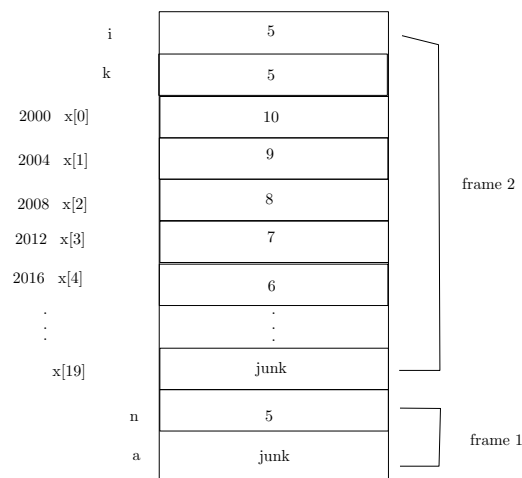 i 5
k 5
2000 x[0] 10
2004 x[1] 9
2008 x[2] 8
frame 2
2012 x[3] 7
2016 x[4] 6
. .
. .
. .
x[19] junk
n 5
frame 1
a junk